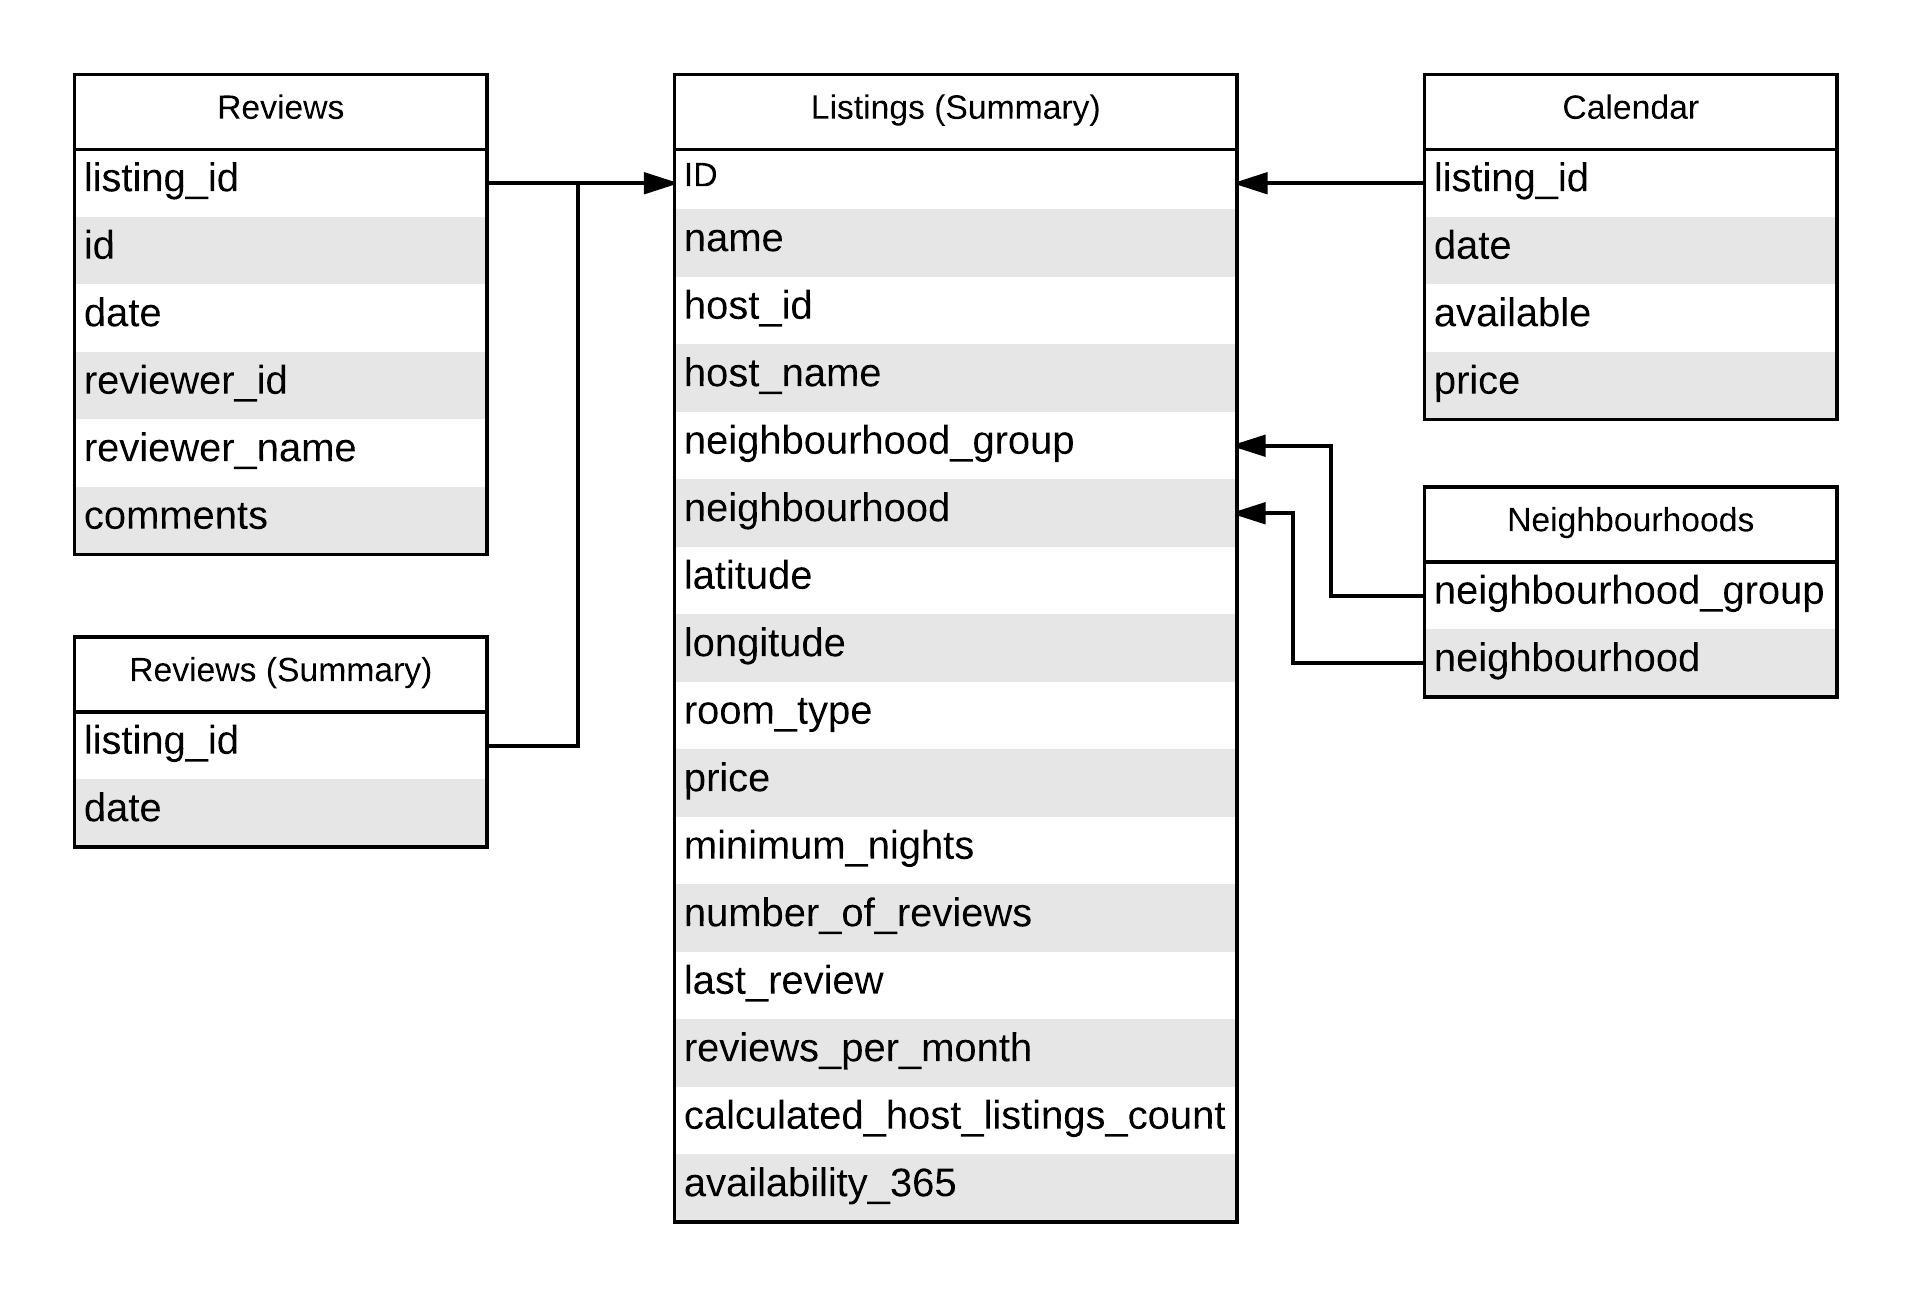 Reviews
listing_id
id
date
reviewer_id
reviewer_name
comments
Reviews (Summary)
listing_id
date
Listings (Summary)
ID
name
host_id
host_name
neighbourhood_group
neighbourhood
latitude
longitude
room_type
price
minimum_nights
number_of_reviews
last_review
reviews_per_month
calculated_host_listings_count
availability_365
Calendar
listing_id
date
available
price
Neighbourhoods
neighbourhood_group
neighbourhood